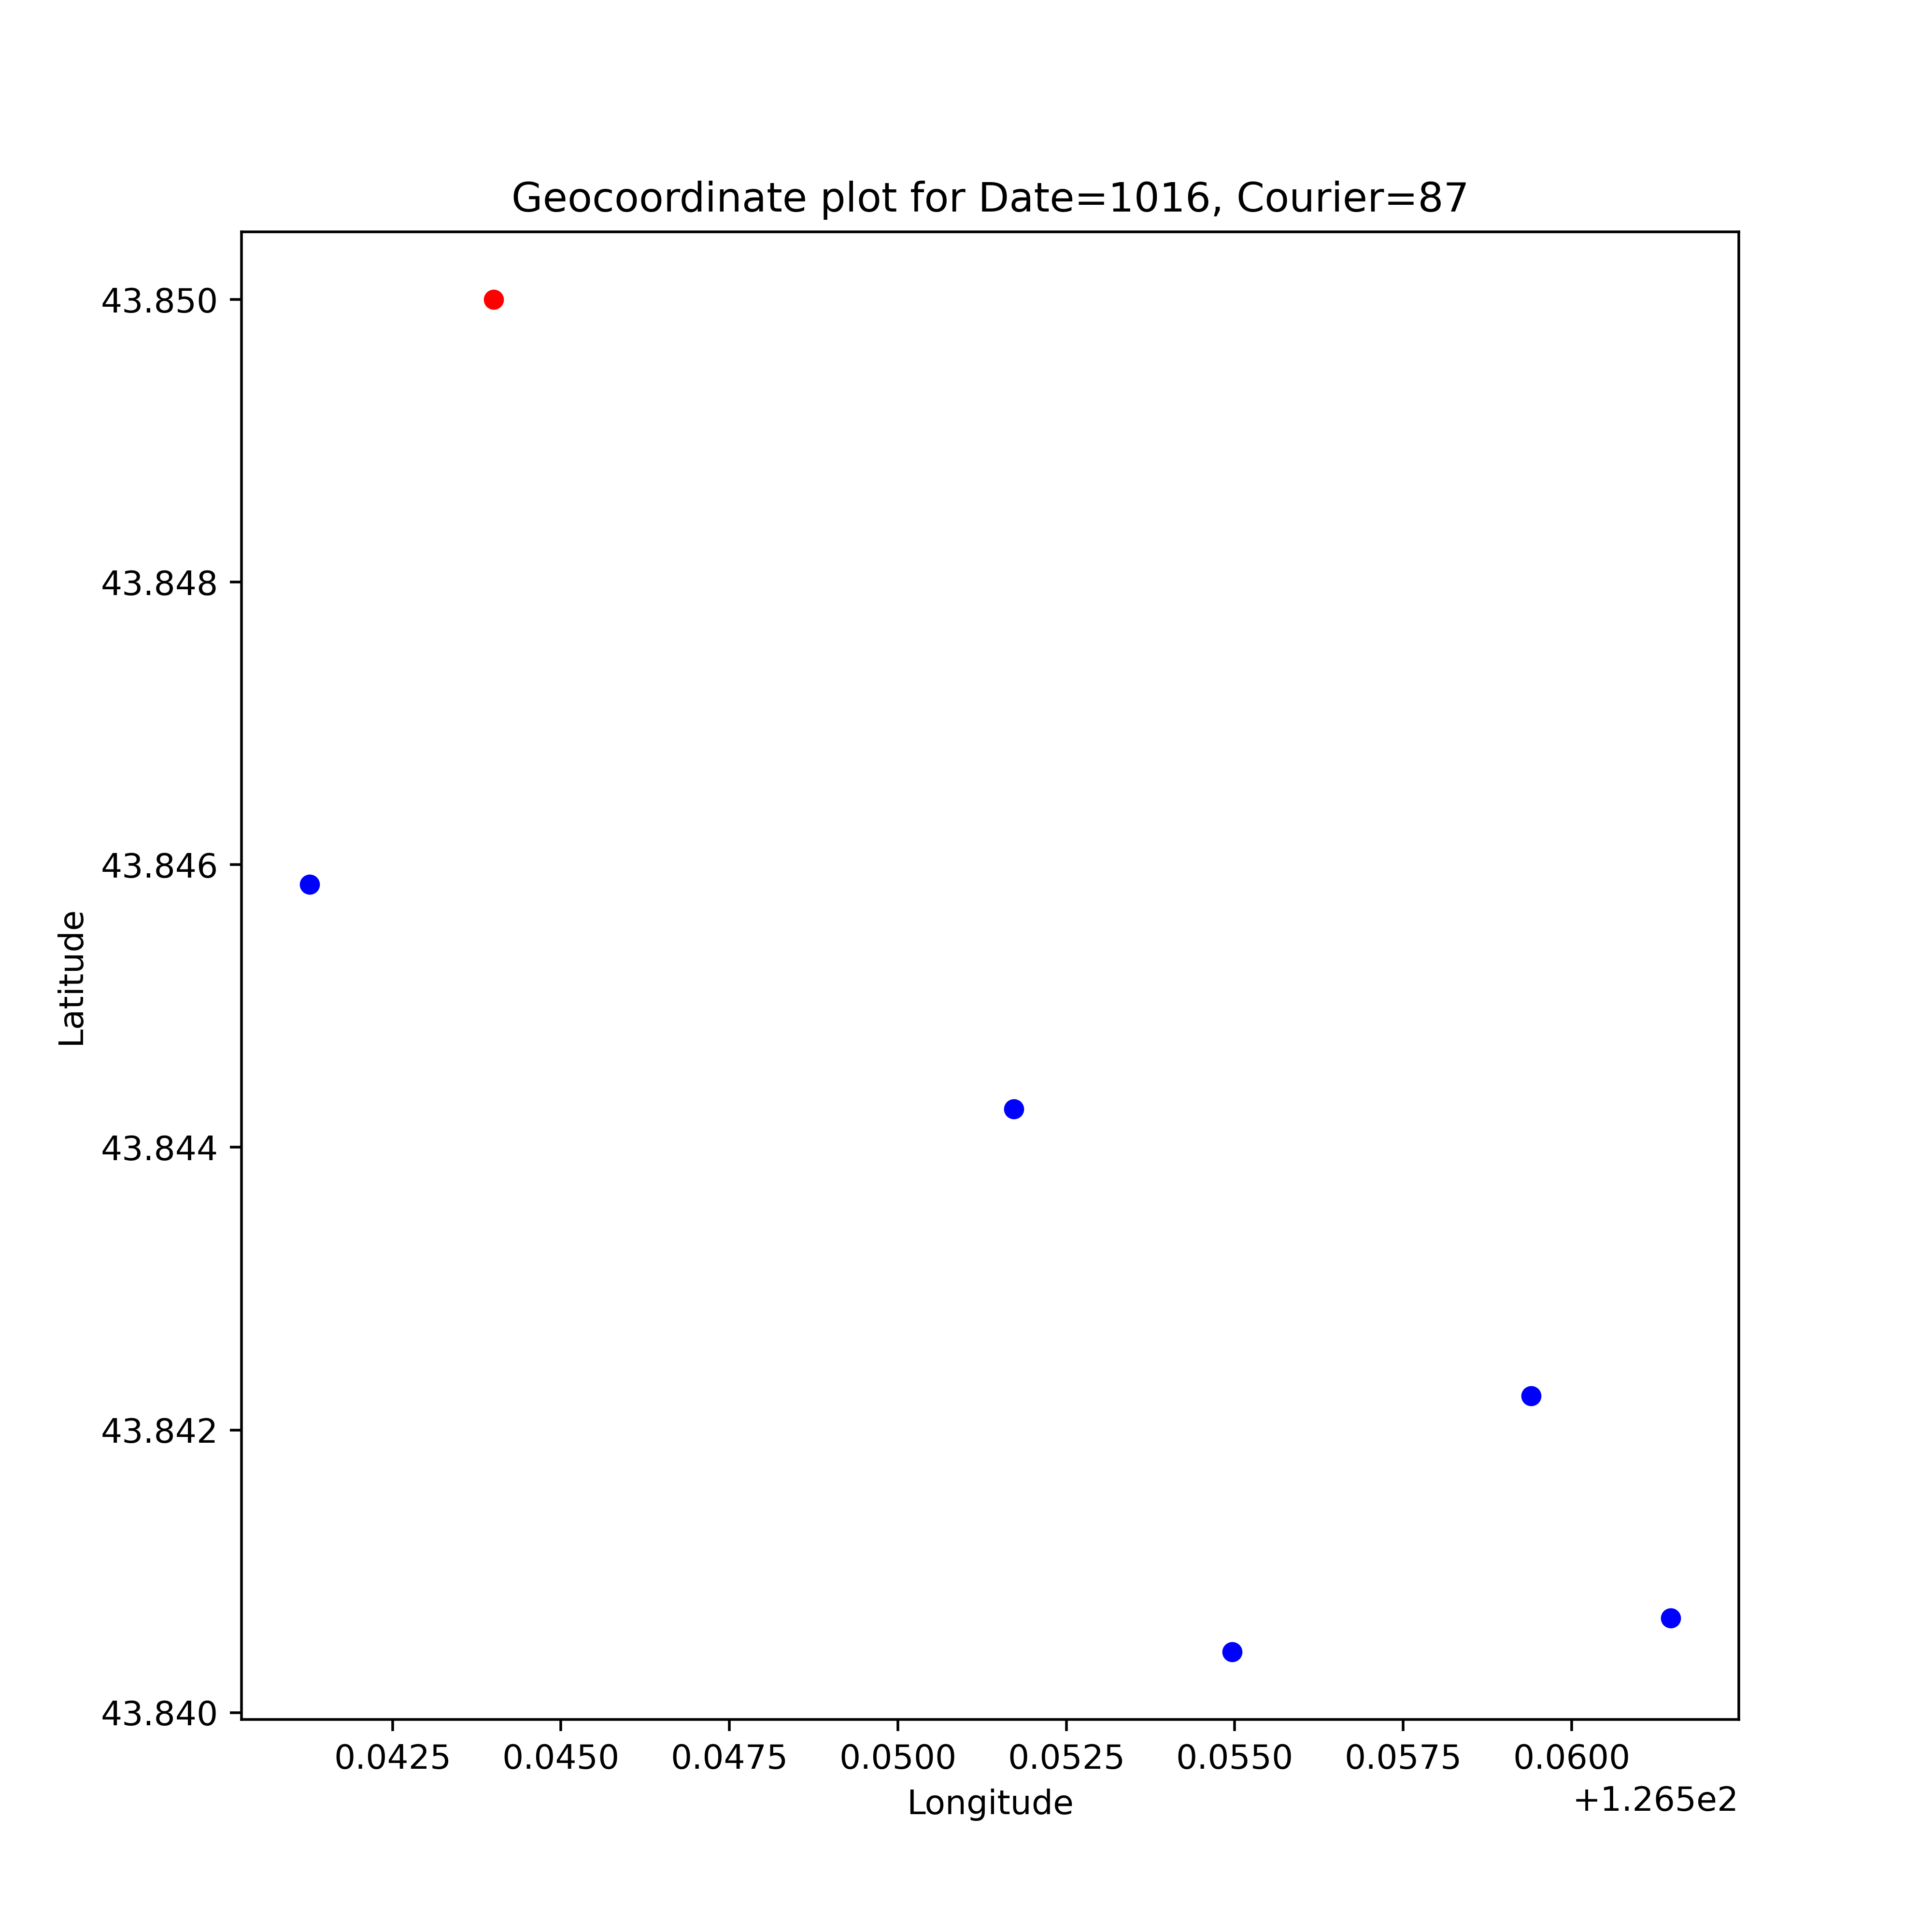 Geocoordinate plot for Date=1016, Courier=87
43.850
43.848
43.846
43.844
43.842
43.840
Latitude
0.0425 0.0450 0.0475 0.0500 0.0525 0.0550 0.0575 0.0600
+1.265e2
Longitude